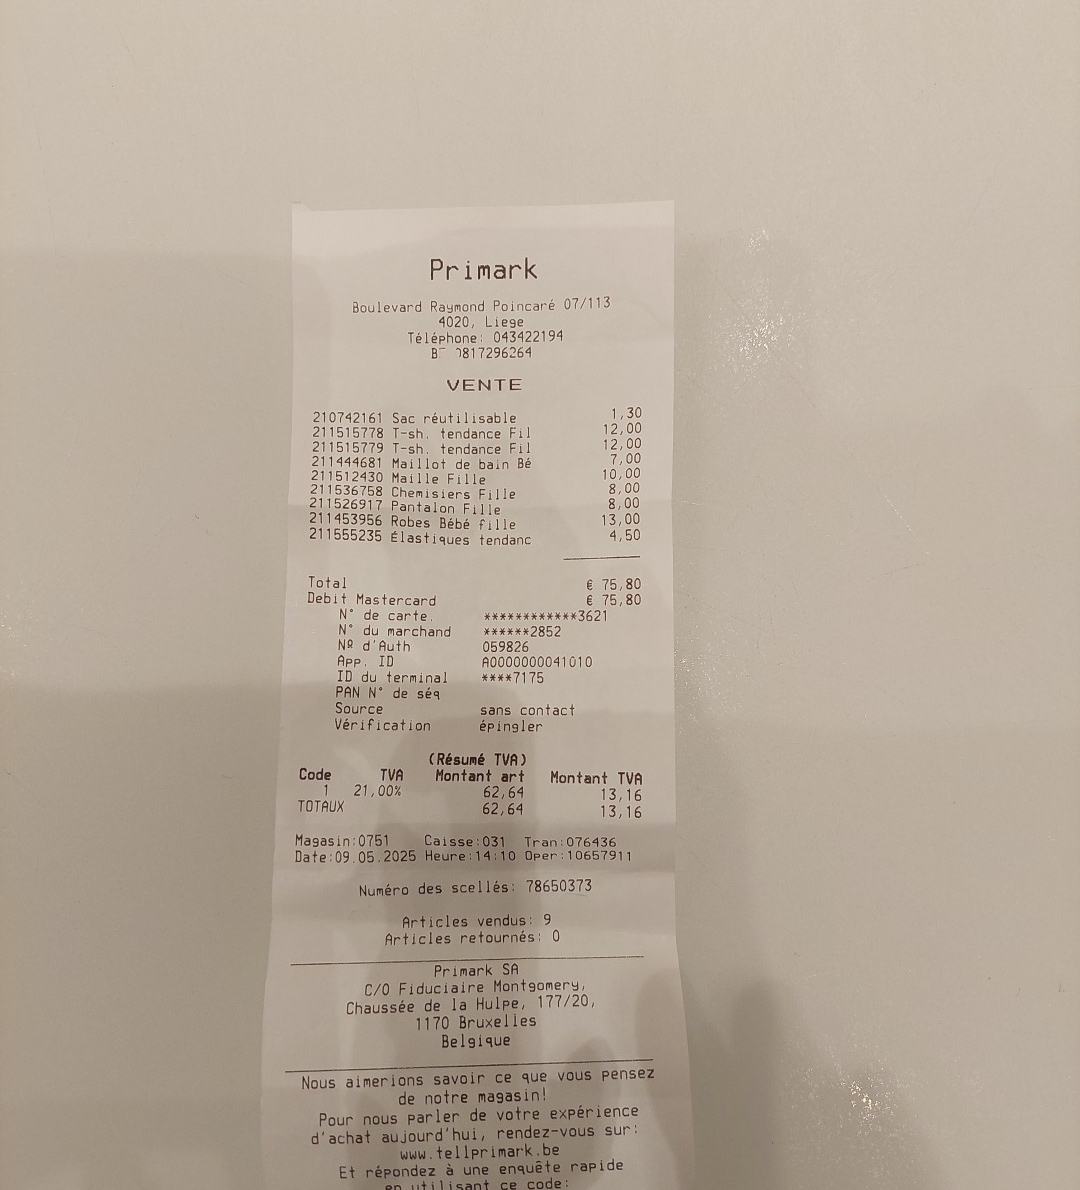 Primark
Boulevard Raymond Poincaré 07/113
4020, Liege
Téléphone: 043422194
0817296264
VENTE
210742161 Sac réutilisable 1,30
211515778 T-sh. tendance Fil 12,00
211515779 T-sh. tendance Fil 12,00
211444681 Maillot de bain Bé 7,00
211512430 Maille Fille 10,00
211536758 Chemisiers Fille 8,00
211526917 Pantalon Fille 8,00
211453956 Robes Bébé fille 13,00
211555235 Élastiques tendanc 4,50
Total € 75,80
Debit Mastercard € 75,80
N° de carte. ************3621
N° du marchand ******2852
Nº d'Auth 059826
App. ID A0000000041010
ID du terminal ****7175
PAN N° de séq
Source sans contact
Vérification épingler
(Résumé TVA)
Code TVA Montant art Montant TVA
1 21,00% 62,64 13,16
TOTAUX 62,64 13,16
Magasin:0751 Caisse:031 Tran:076436
Date:09.05.2025 Heure:14:10 Oper:10657911
Numéro des scellés: 78650373
Articles vendus: 9
Articles retournés: 0
Primark SA
C/O Fiduciaire Montgomery,
Chaussée de la Hulpe, 177/20,
1170 Bruxelles
Belgique
Nous aimerions savoir ce que vous pensez
de notre magasin!
Pour nous parler de votre expérience
d'achat aujourd'hui, rendez-vous sur:
www.tellprimark.be
Et répondez à une enquête rapide
en utilisant ce code: